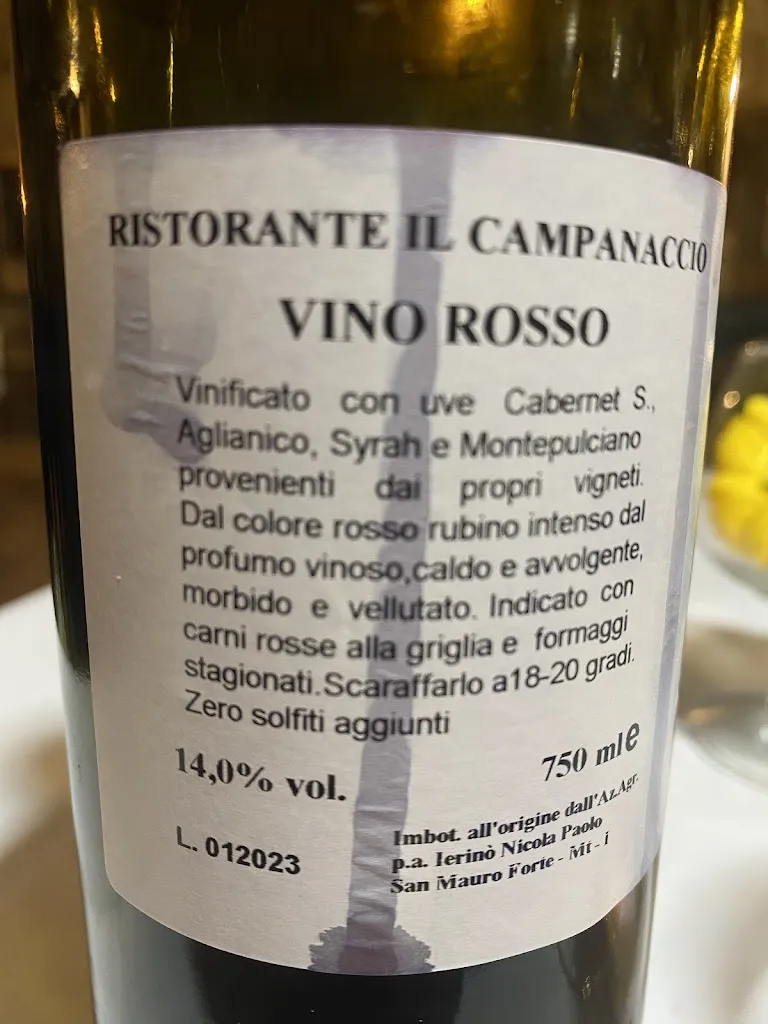 RISTORANTE IL CAMPANACCIO
VINO ROSSO
Vinificato con uve Cabernet S.,
Aglianico, Syrah e Montepulciano
provenienti dai propri vigneti.
Dal colore rosso rubino intenso dal
profumo vinoso,caldo e avvolgente,
morbido e vellutato. Indicato con
carni rosse alla griglia e formaggi
stagionati.Scaraffarlo a18-20 gradi.
Zero solfiti aggiunti
14,0% vol.
750 ml e
L. 012023
Imbot. all'origine dall'Az.Agr.
p.a. Ierinò Nicola Paolo
San Mauro Forte - Mt - I